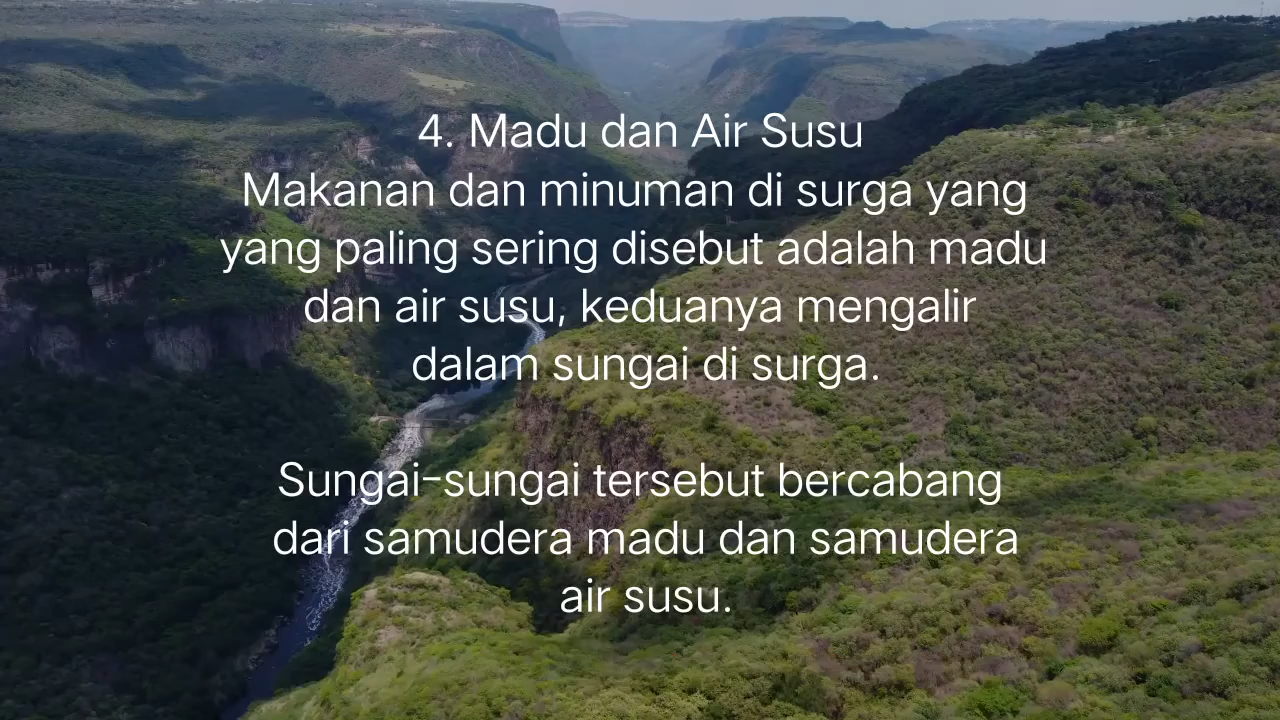 4. Madu dan Air Susu
Makanan dan minuman di surga yang
yang paling sering disebut adalah madu
dan air susu, keduanya mengalir
dalam sungai di surga.
Sungai-sungai tersebut bercabang
dari samudera madu dan samudera
air susu.